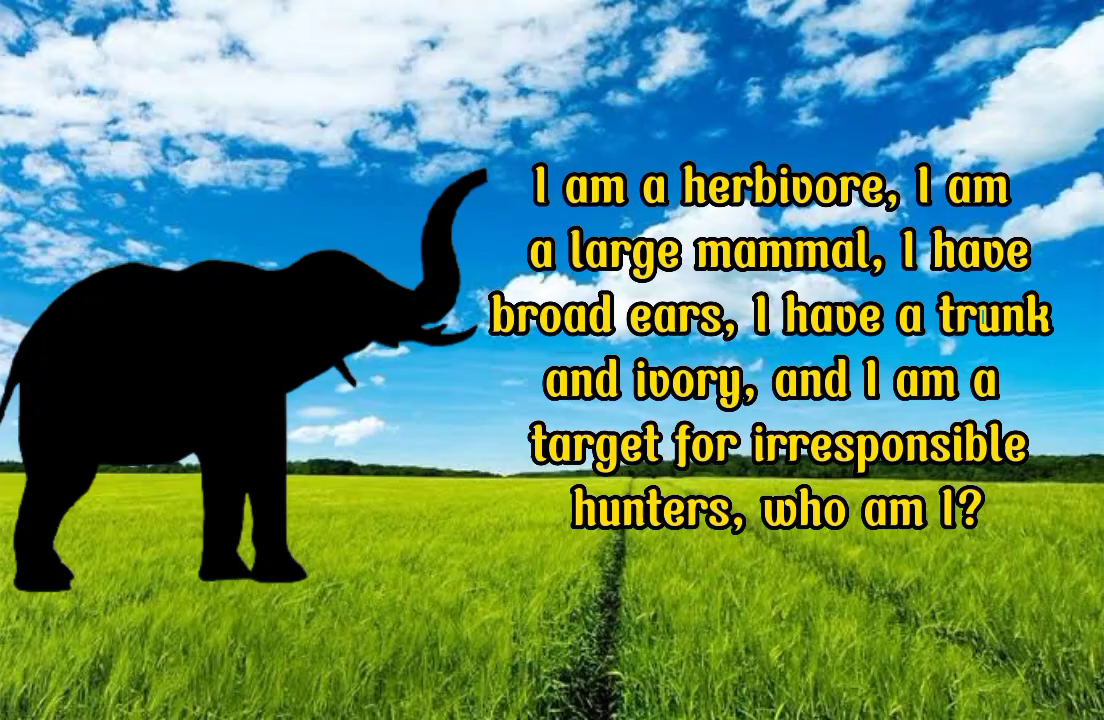 I am a herbivore, I am
a large mammal, I have
broad ears, I have a trunk
and ivory, and I am a
target for irresponsible
hunters, who am I?